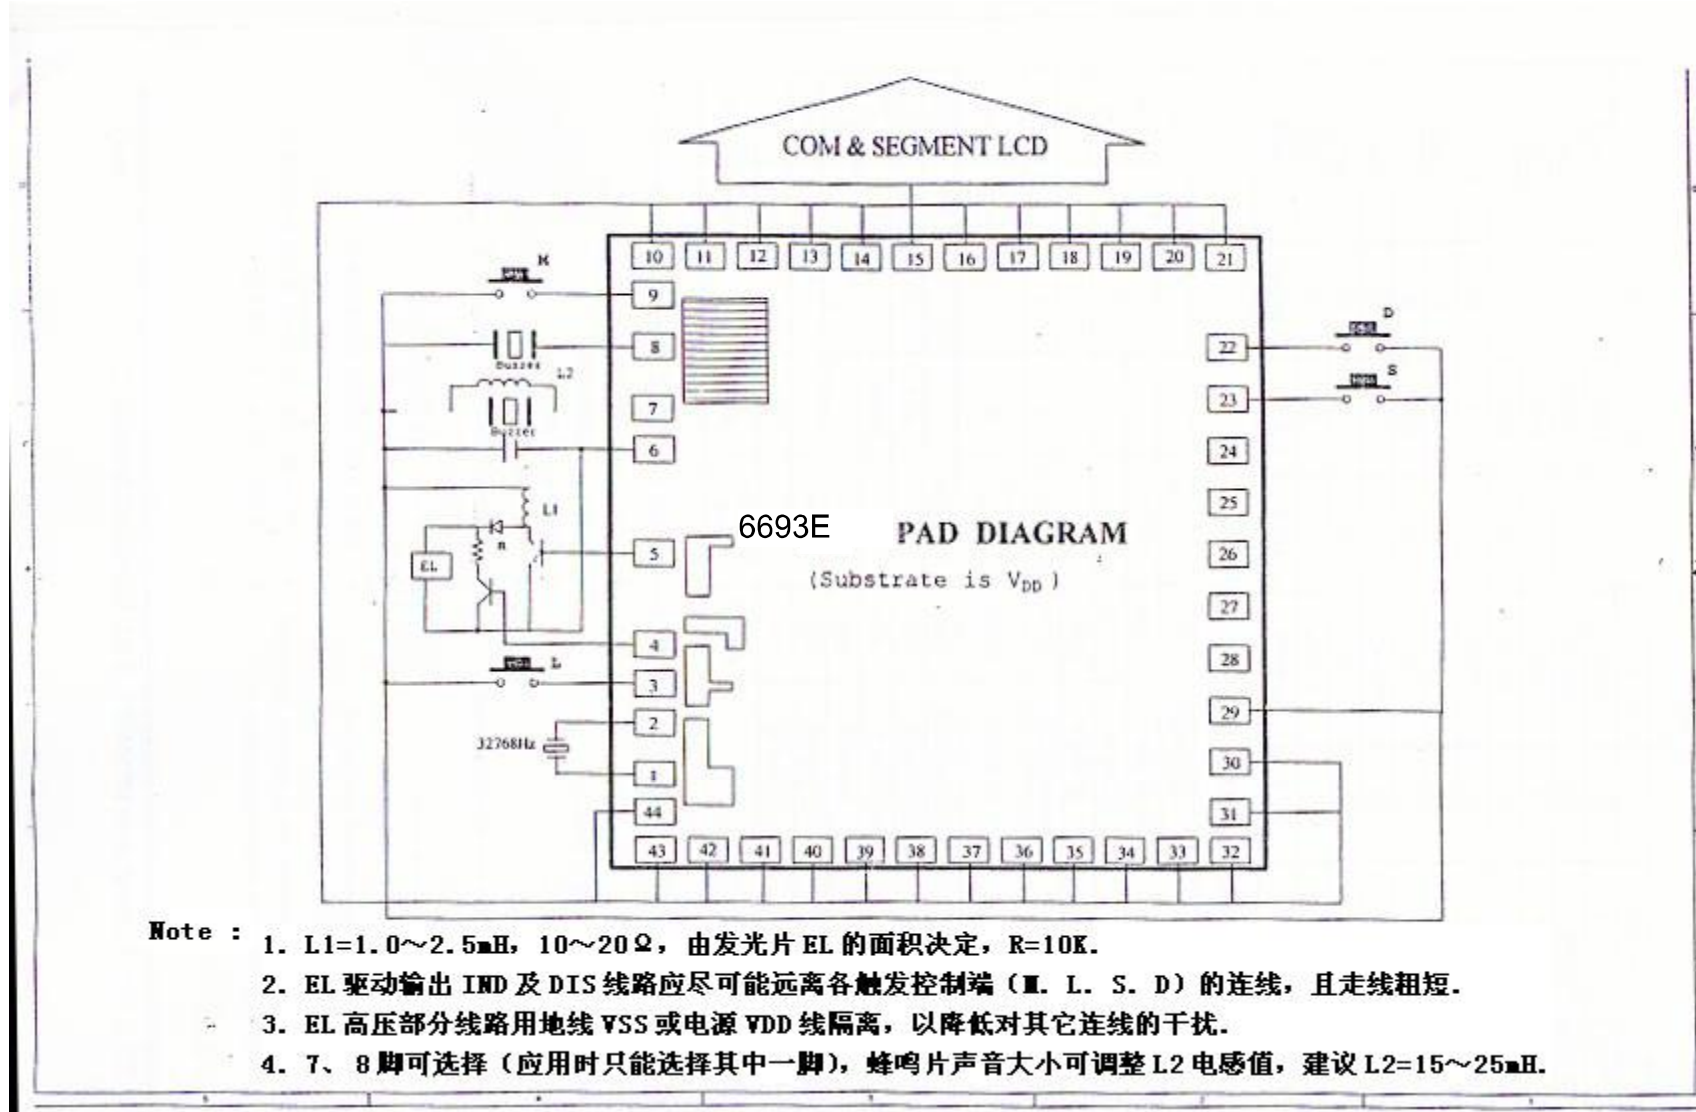 COM & SEGMENT LCD
10 11 12 13 14 15 16 17 18 19 20 21
M
9
8
Buzzer
L2
7
Buzzer
6
L1
R
EL
5
4
L
3
2
32768Hz
1
44
6693E
PAD DIAGRAM
(Substrate is VDD)
D
22
S
23
24
25
26
27
28
29
30
31
43 42 41 40 39 38 37 36 35 34 33 32
Note :
1. L1=1.0～2.5mH, 10～20Ω, 由发光片 EL 的面积决定, R=10K.
2. EL 驱动输出 IND 及 DIS 线路应尽可能远离各触发控制端（M. L. S. D）的连线, 且走线粗短.
3. EL 高压部分线路用地线 VSS 或电源 VDD 线隔离, 以降低对其它连线的干扰.
4. 7、8 脚可选择（应用时只能选择其中一脚), 蜂鸣片声音大小可调整 L2 电感值, 建议 L2=15～25mH.